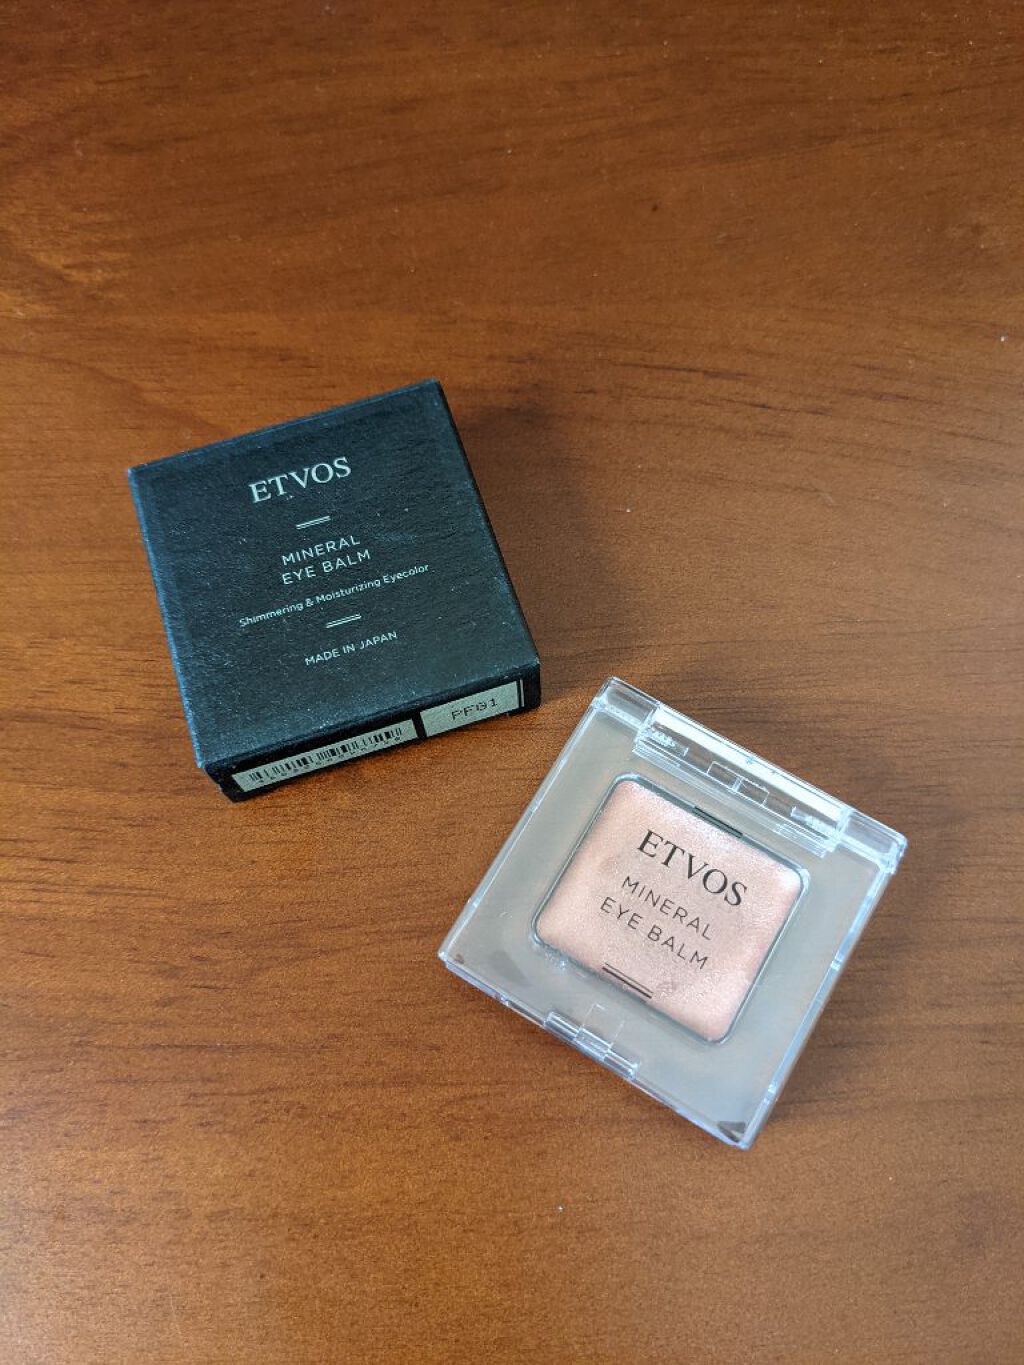 ETVOS
MINERAL
EYE BALM
Shimmering & Moisturizing Eyecolor
MADE IN JAPAN
PF01
ETVOS
MINERAL
EYE BALM